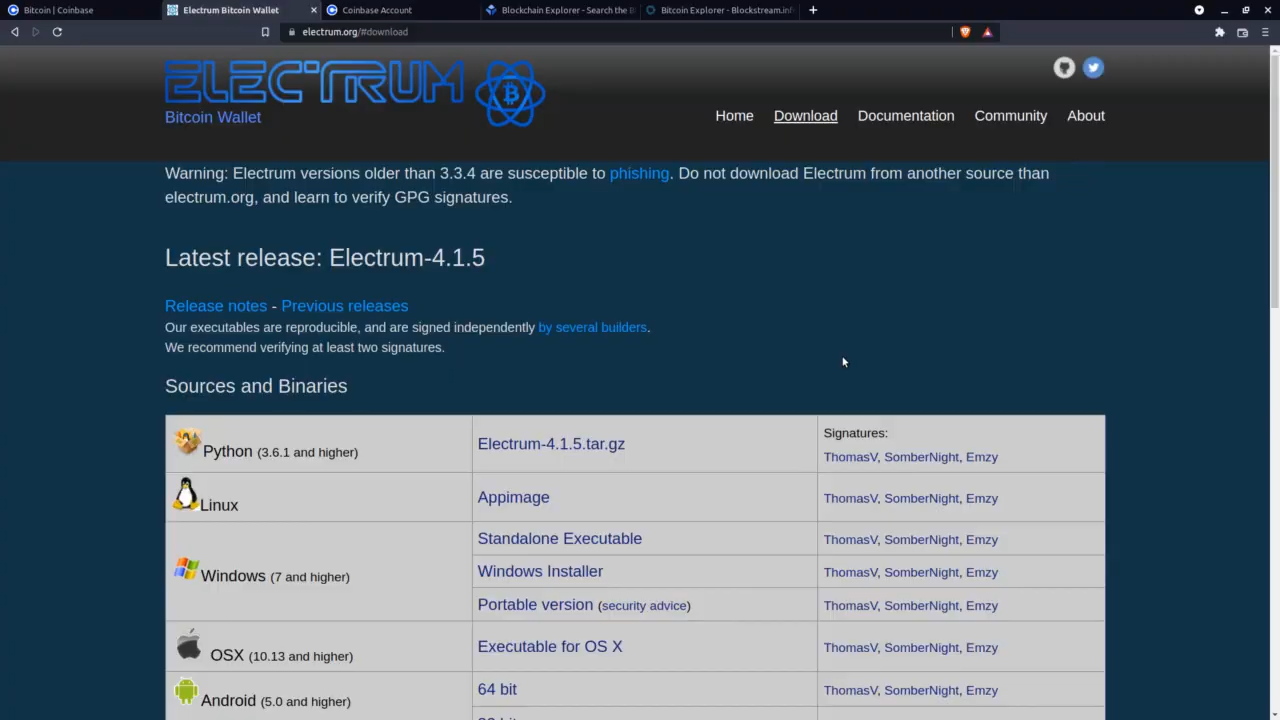 Bitcoin | Coinbase
Electrum Bitcoin Wallet
Coinbase Account
Blockchain Explorer - Search the B
Bitcoin Explorer - Blockstream.inf
electrum.org/#download
ELECTRUM
Bitcoin Wallet
Home
Download
Documentation
Community
About
Warning: Electrum versions older than 3.3.4 are susceptible to phishing. Do not download Electrum from another source than
electrum.org, and learn to verify GPG signatures.
Latest release: Electrum-4.1.5
Release notes - Previous releases
Our executables are reproducible, and are signed independently by several builders.
We recommend verifying at least two signatures.
Sources and Binaries
Python (3.6.1 and higher)
Electrum-4.1.5.tar.gz
Signatures:
ThomasV, SomberNight, Emzy
Linux
Appimage
ThomasV, SomberNight, Emzy
Windows (7 and higher)
Standalone Executable
ThomasV, SomberNight, Emzy
Windows Installer
ThomasV, SomberNight, Emzy
Portable version (security advice)
ThomasV, SomberNight, Emzy
OSX (10.13 and higher)
Executable for OS X
ThomasV, SomberNight, Emzy
Android (5.0 and higher)
64 bit
ThomasV, SomberNight, Emzy